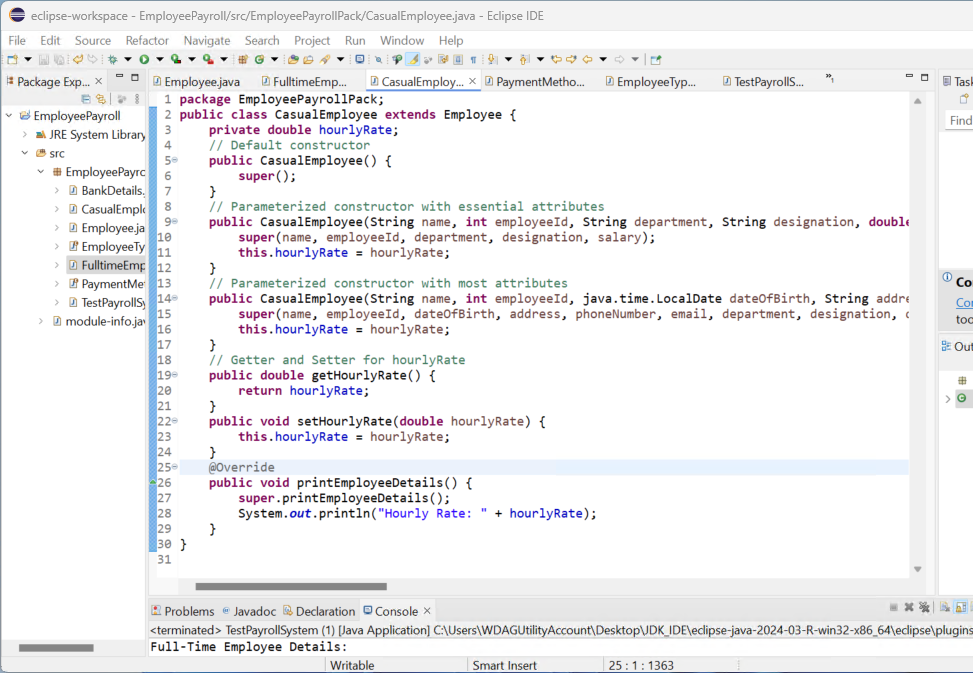 eclipse-workspace - EmployeePayroll/src/EmployeePayrollPack/CasualEmployee.java - Eclipse IDE
File Edit Source Refactor Navigate Search Project Run Window Help
Package Exp... Employee.java FulltimeEmp... CasualEmploy... PaymentMetho... EmployeeTyp... TestPayrollS... »1 Task
EmployeePayroll
JRE System Library
src
EmployeePayro
BankDetails.
CasualEmplo
Employee.ja
EmployeeTy
FulltimeEmp
PaymentMet
TestPayrollSy
module-info.jav
1 package EmployeePayrollPack;
2 public class CasualEmployee extends Employee {
3 private double hourlyRate;
4 // Default constructor
5 public CasualEmployee() {
6 super();
7 }
8 // Parameterized constructor with essential attributes
9 public CasualEmployee(String name, int employeeId, String department, String designation, double
10 super(name, employeeId, department, designation, salary);
11 this.hourlyRate = hourlyRate;
12 }
13 // Parameterized constructor with most attributes
14 public CasualEmployee(String name, int employeeId, java.time.LocalDate dateOfBirth, String addre
15 super(name, employeeId, dateOfBirth, address, phoneNumber, email, department, designation,
16 this.hourlyRate = hourlyRate;
17 }
18 // Getter and Setter for hourlyRate
19 public double getHourlyRate() {
20 return hourlyRate;
21 }
22 public void setHourlyRate(double hourlyRate) {
23 this.hourlyRate = hourlyRate;
24 }
25 @Override
26 public void printEmployeeDetails() {
27 super.printEmployeeDetails();
28 System.out.println("Hourly Rate: " + hourlyRate);
29 }
30 }
31
Find
Co
Con
too
Out
Problems Javadoc Declaration Console
<terminated> TestPayrollSystem (1) [Java Application] C:\Users\WDAGUtilityAccount\Desktop\JDK_IDE\eclipse-java-2024-03-R-win32-x86_64\eclipse\plugins
Full-Time Employee Details:
Writable Smart Insert 25 : 1 : 1363